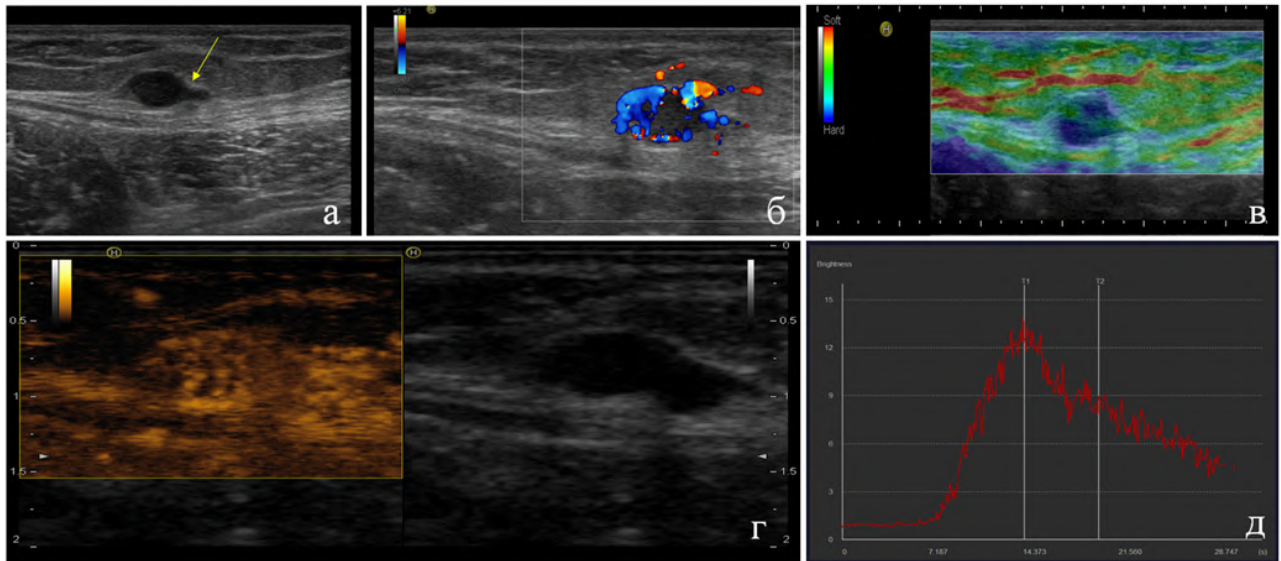 а
+6.21
H
б
Soft
Hard
H
в
0
0.5
1
1.5
H
H
0
0.5
1
1.5
2
г
Brightness
T1
T2
15
12
9
6
3
0
0
7.187
14.373
21.560
28.747
(s)
д